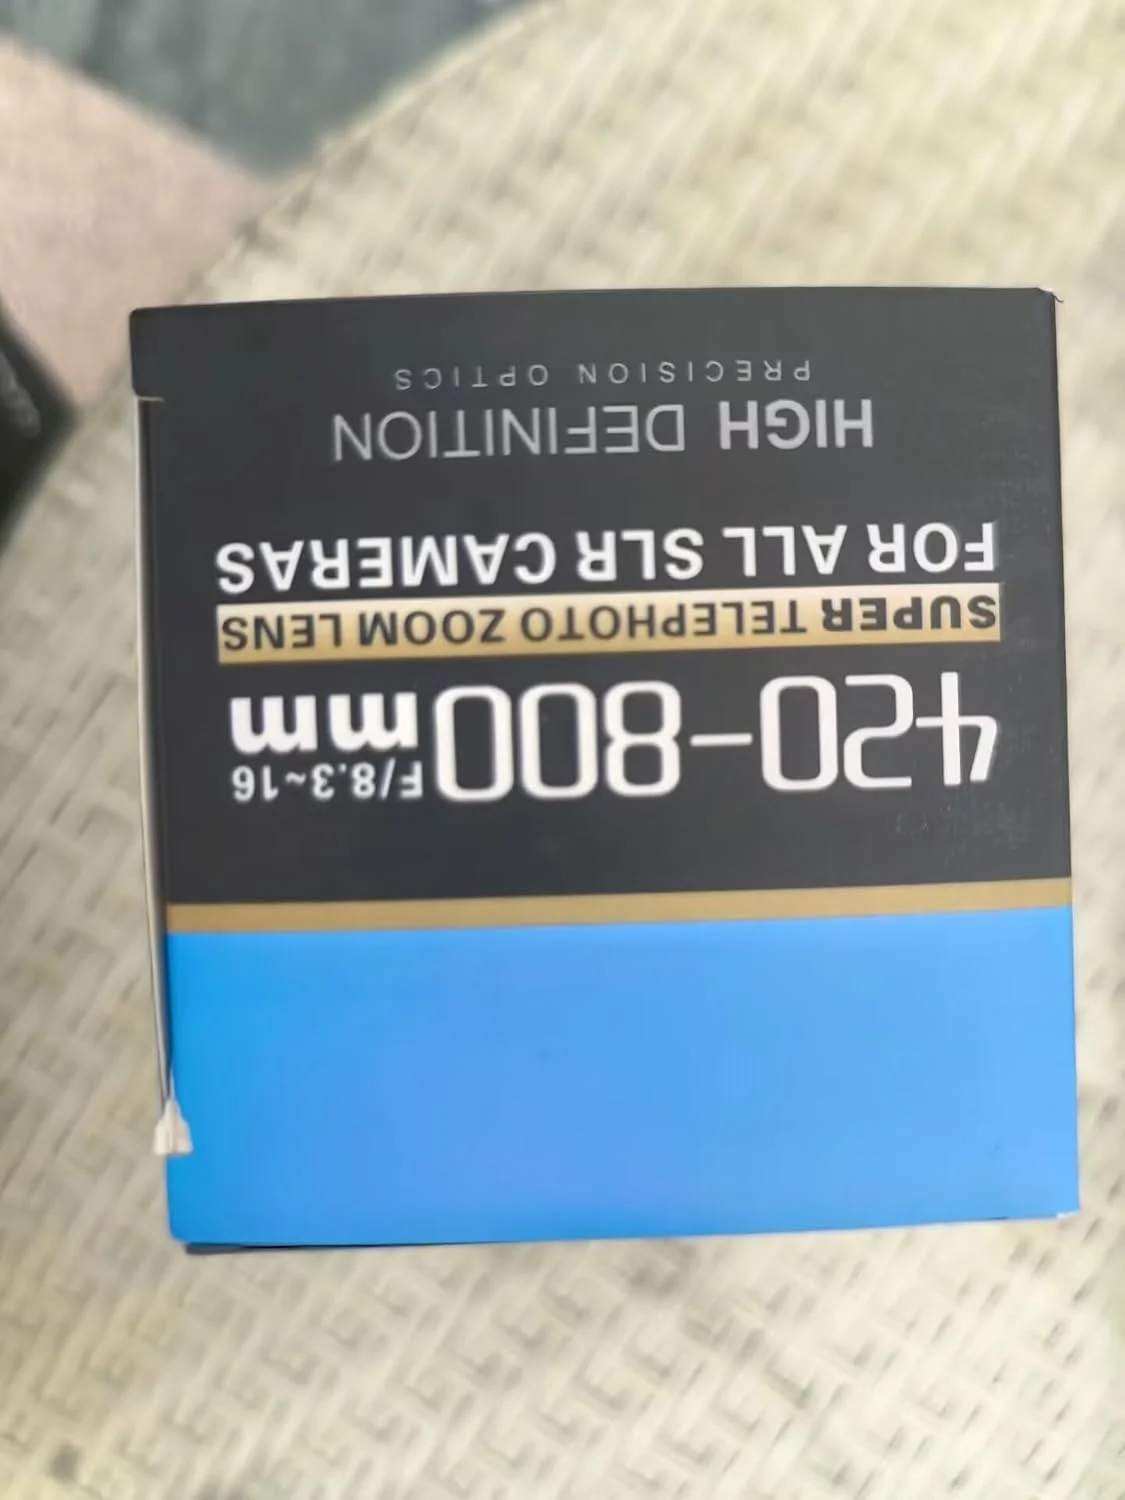 420-800mm F/8.3~16
SUPER TELEPHOTO ZOOM LENS
FOR ALL SLR CAMERAS
HIGH DEFINITION
PRECISION OPTICS